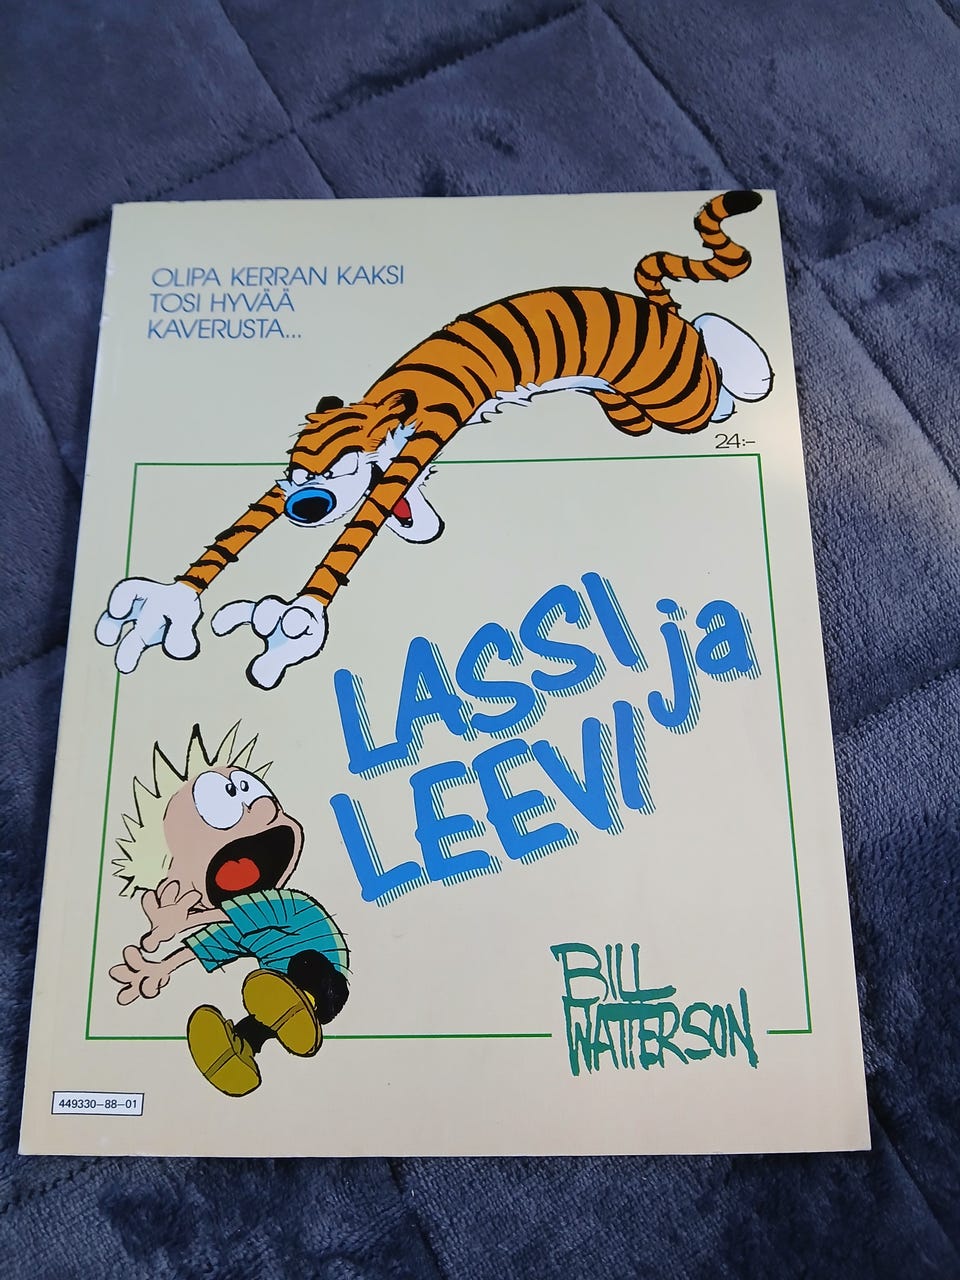 OLIPA KERRAN KAKSI
TOSI HYVÄÄ
KAVERUSTA...
24:-
LASSI ja
LEEVI
BILL
WATTERSON
449330-88-01